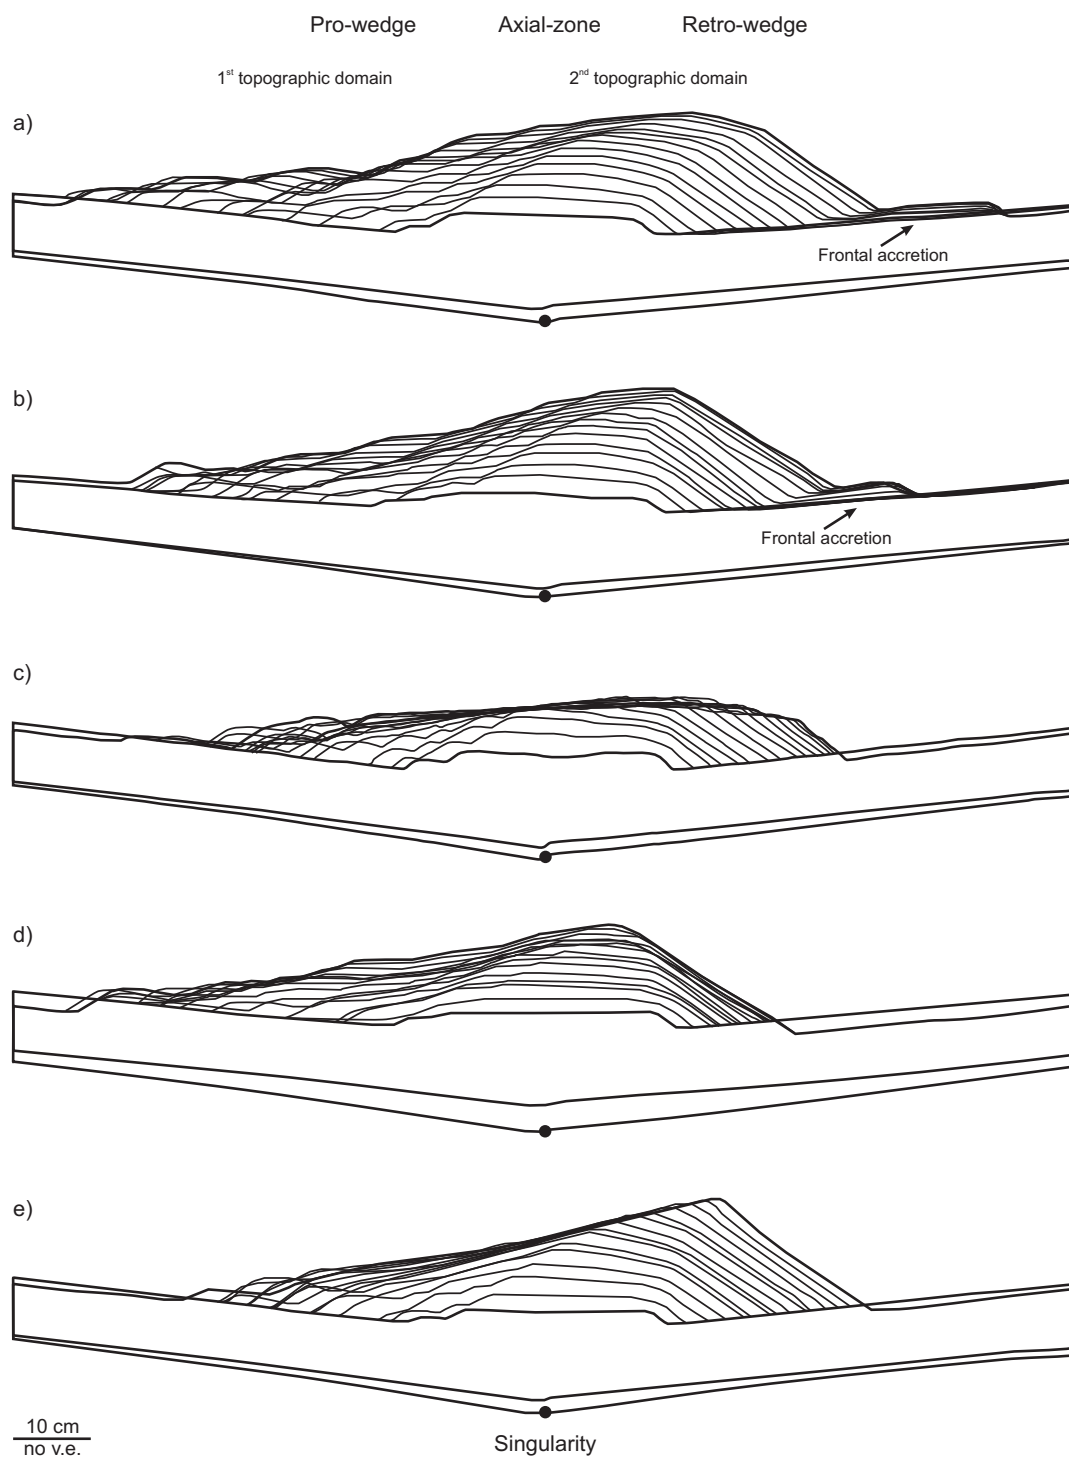 Pro-wedge Axial-zone Retro-wedge
1st topographic domain 2nd topographic domain
a)
Frontal accretion
b)
Frontal accretion
c)
d)
e)
10 cm
no v.e.
Singularity